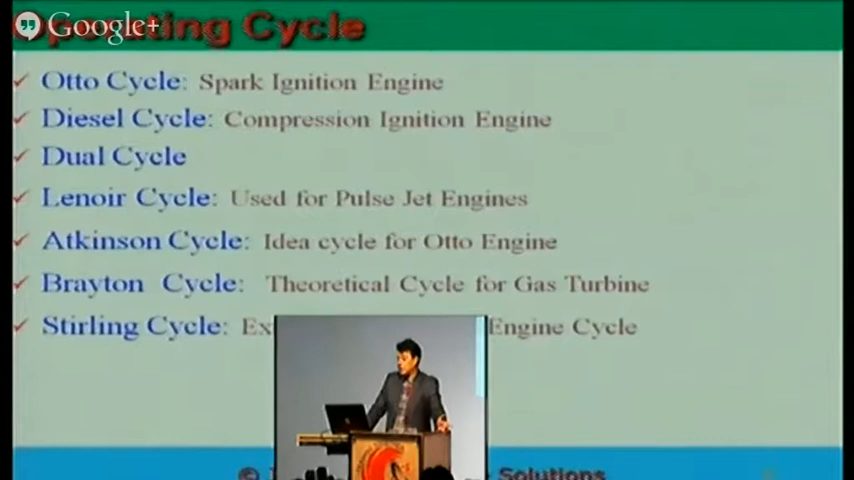 Google+
Operating Cycle
Otto Cycle: Spark Ignition Engine
Diesel Cycle: Compression Ignition Engine
Dual Cycle
Lenoir Cycle: Used for Pulse Jet Engines
Atkinson Cycle: Idea cycle for Otto Engine
Brayton Cycle: Theoretical Cycle for Gas Turbine
Stirling Cycle: Engine Cycle
© Solutions